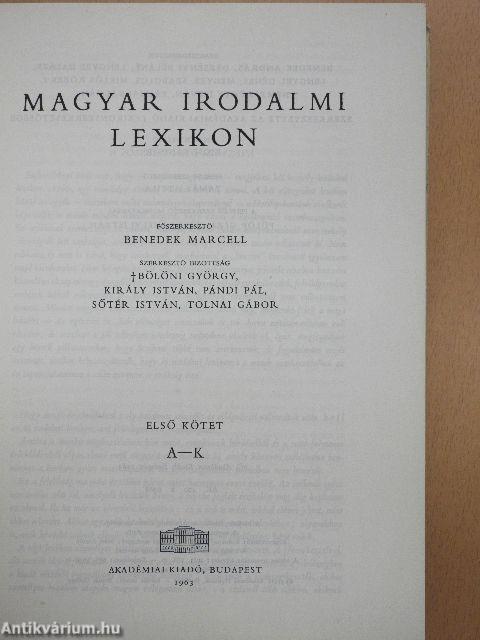 MAGYAR IRODALMI
LEXIKON
FŐSZERKESZTŐ
BENEDEK MARCELL
SZERKESZTŐ BIZOTTSÁG
†BÖLÖNI GYÖRGY,
KIRÁLY ISTVÁN, PÁNDI PÁL,
SŐTÉR ISTVÁN, TOLNAI GÁBOR
ELSŐ KÖTET
A—K
AKADÉMIAI KIADÓ, BUDAPEST
1963
Antikvárium.hu